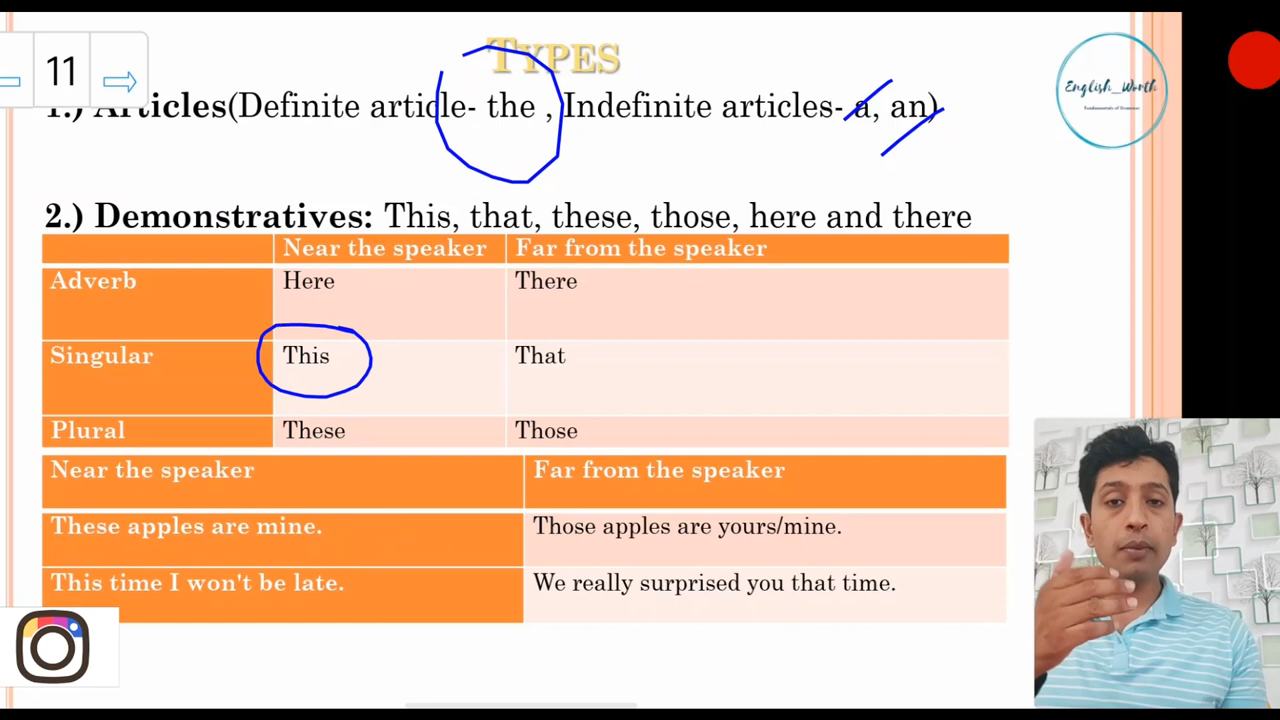 11
TYPES
1.) Articles(Definite article- the , Indefinite articles- a, an)
English_Worth
Fundamentals of Grammar
2.) Demonstratives: This, that, these, those, here and there
Near the speaker Far from the speaker
Adverb Here There
Singular This That
Plural These Those
Near the speaker Far from the speaker
These apples are mine. Those apples are yours/mine.
This time I won't be late. We really surprised you that time.